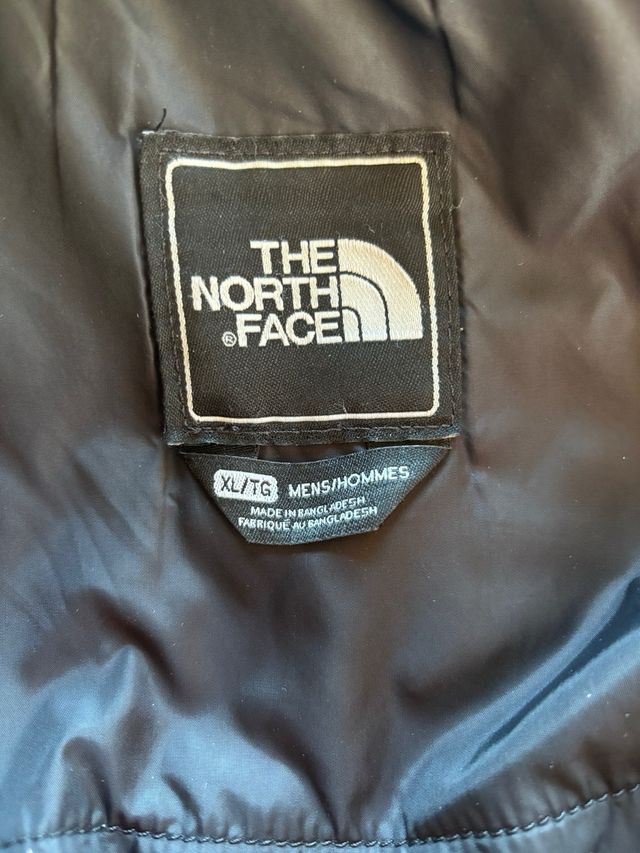 THE
NORTH
® FACE
XL/TG MENS/HOMMES
MADE IN BANGLADESH
FABRIQUÉ AU BANGLADESH